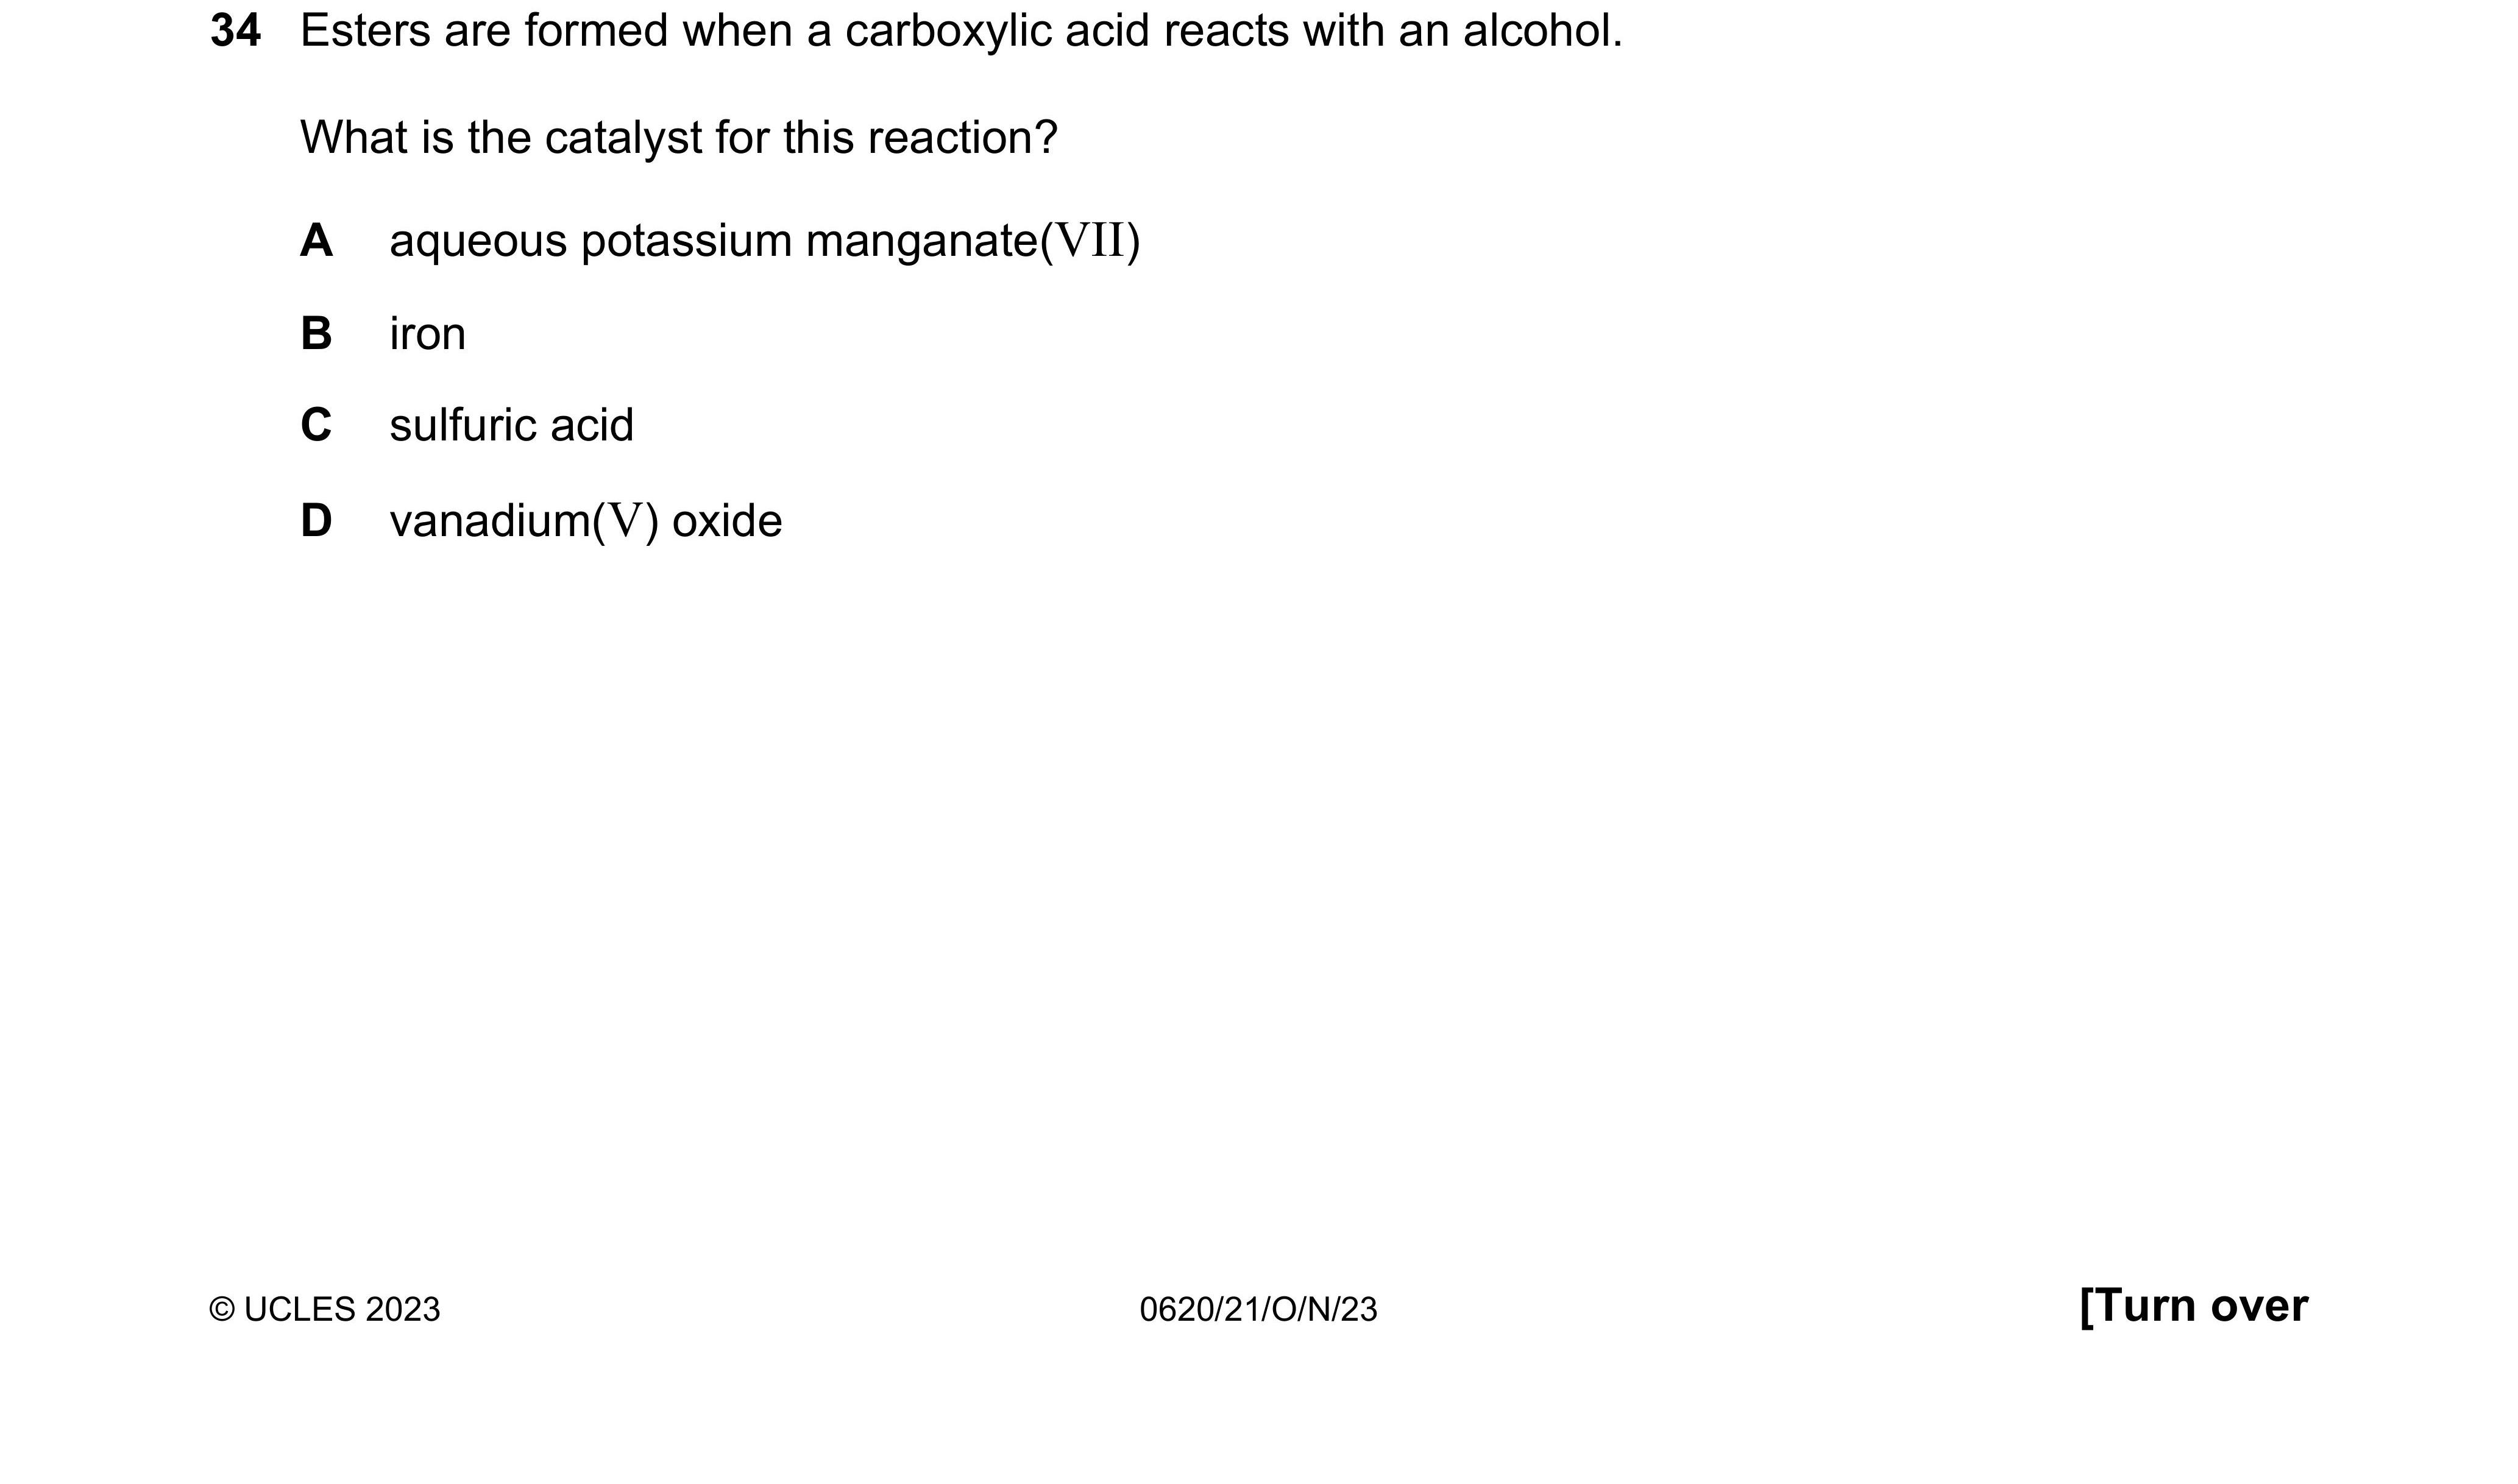 34 Esters are formed when a carboxylic acid reacts with an alcohol.
What is the catalyst for this reaction?
A aqueous potassium manganate(VII)
B iron
C sulfuric acid
D vanadium(V) oxide
© UCLES 2023 0620/21/O/N/23 [Turn over